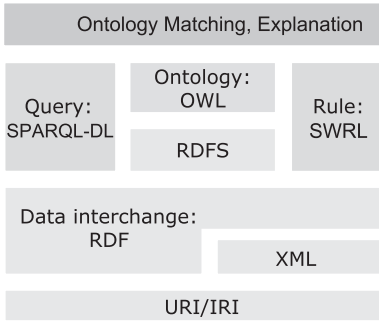 Ontology Matching, Explanation
Query:
SPARQL-DL
Ontology:
OWL
RDFS
Rule:
SWRL
Data interchange:
RDF
XML
URI/IRI